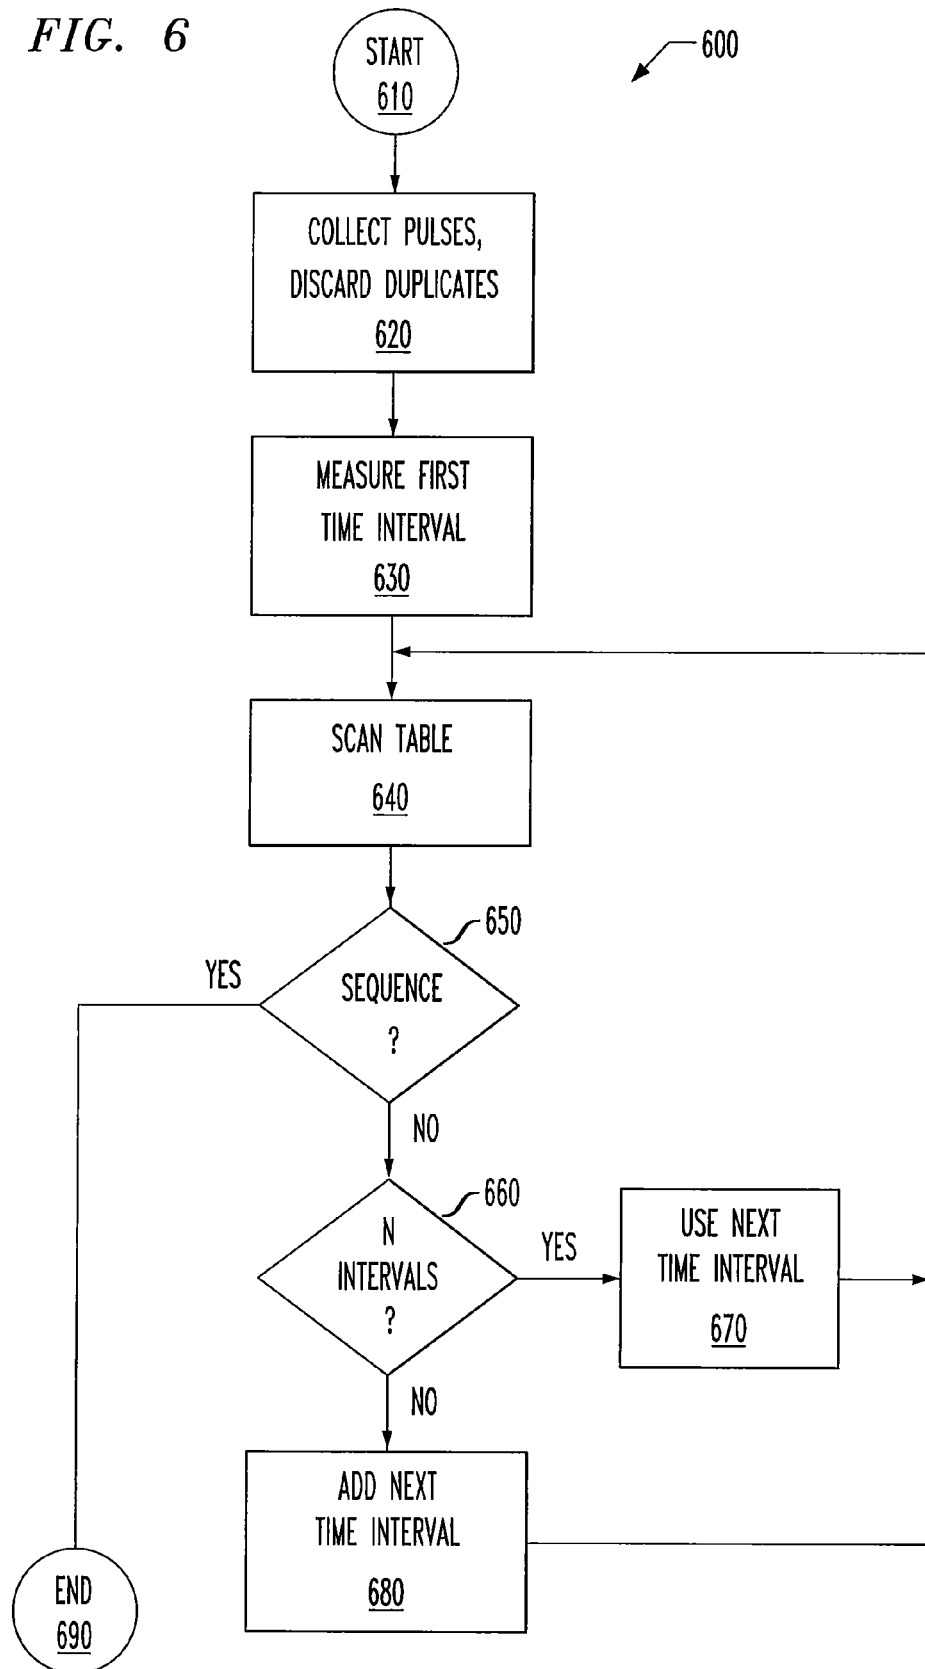 FIG. 6
START
610
600
COLLECT PULSES,
DISCARD DUPLICATES
620
MEASURE FIRST
TIME INTERVAL
630
SCAN TABLE
640
650
YES
SEQUENCE
?
NO
660
N
INTERVALS
?
YES
USE NEXT
TIME INTERVAL
670
NO
ADD NEXT
TIME INTERVAL
680
END
690